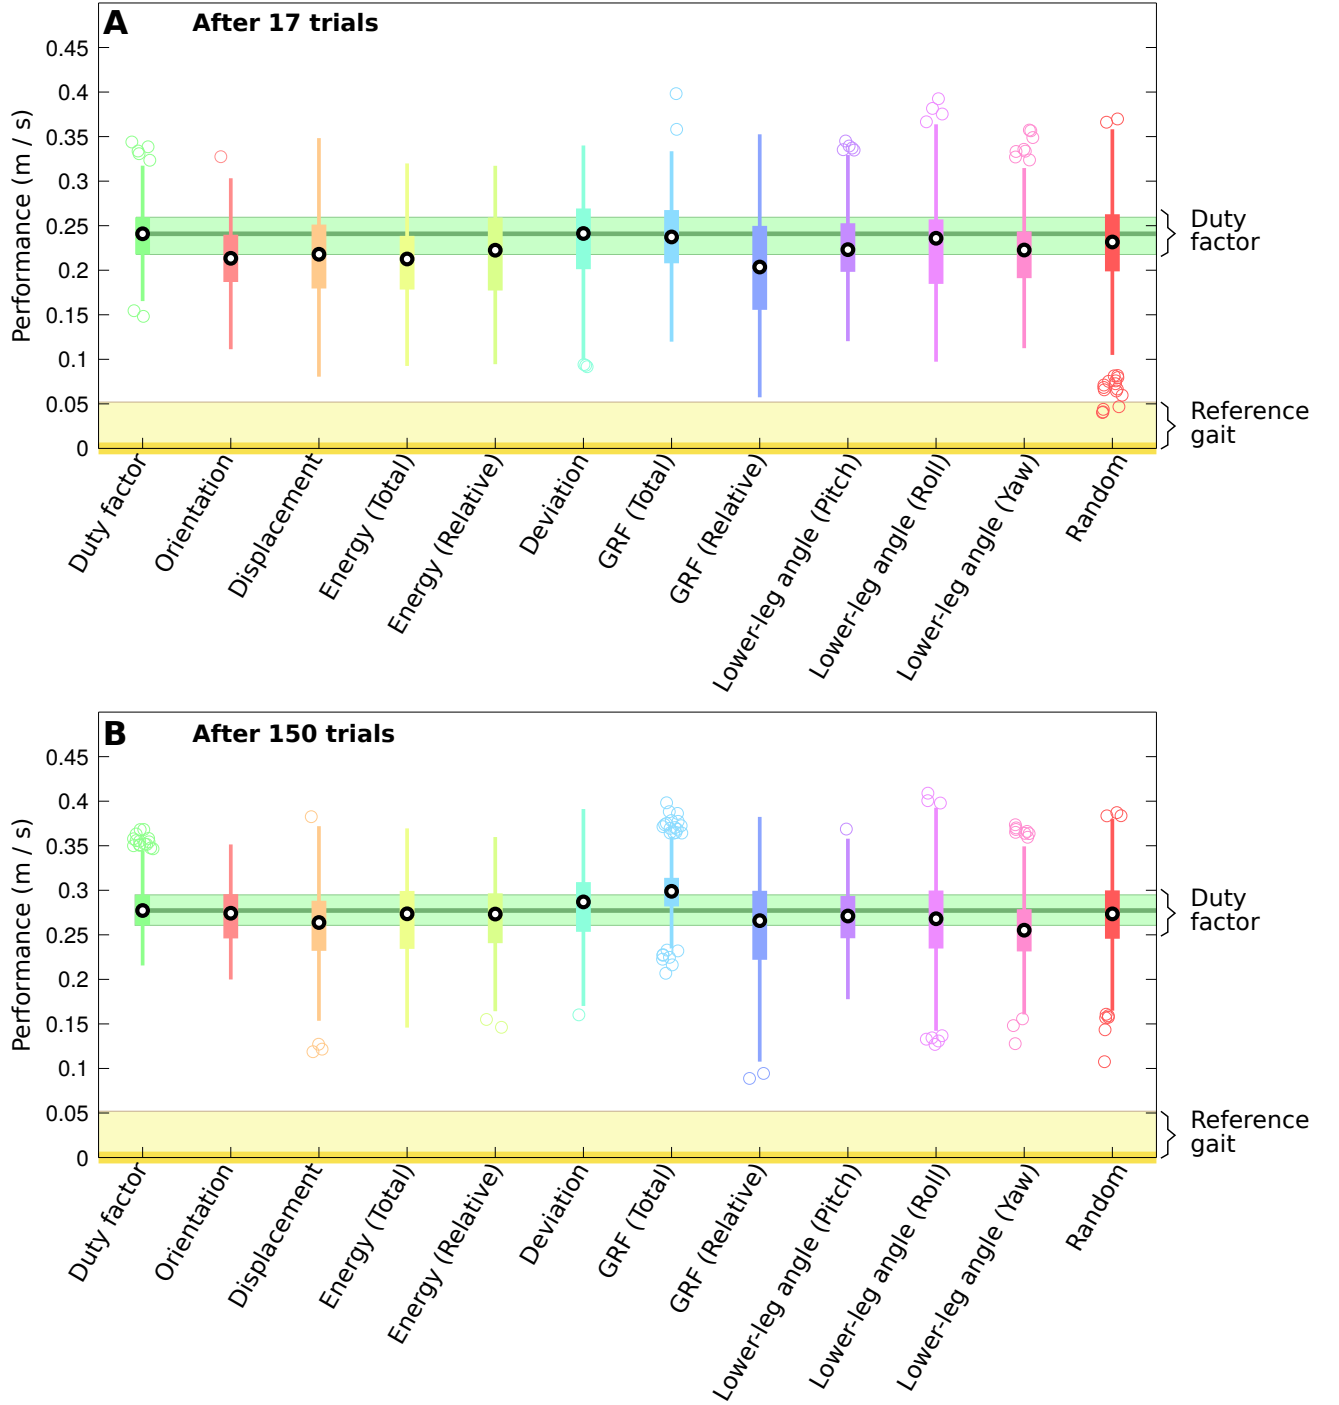 A
After 17 trials
Performance (m / s)
0.45
0.4
0.35
0.3
0.25
0.2
0.15
0.1
0.05
0
Duty
factor
Reference
gait
Duty factor
Orientation
Displacement
Energy (Total)
Energy (Relative)
Deviation
GRF (Total)
GRF (Relative)
Lower-leg angle (Pitch)
Lower-leg angle (Roll)
Lower-leg angle (Yaw)
Random
B
After 150 trials
Performance (m / s)
0.45
0.4
0.35
0.3
0.25
0.2
0.15
0.1
0.05
0
Duty
factor
Reference
gait
Duty factor
Orientation
Displacement
Energy (Total)
Energy (Relative)
Deviation
GRF (Total)
GRF (Relative)
Lower-leg angle (Pitch)
Lower-leg angle (Roll)
Lower-leg angle (Yaw)
Random